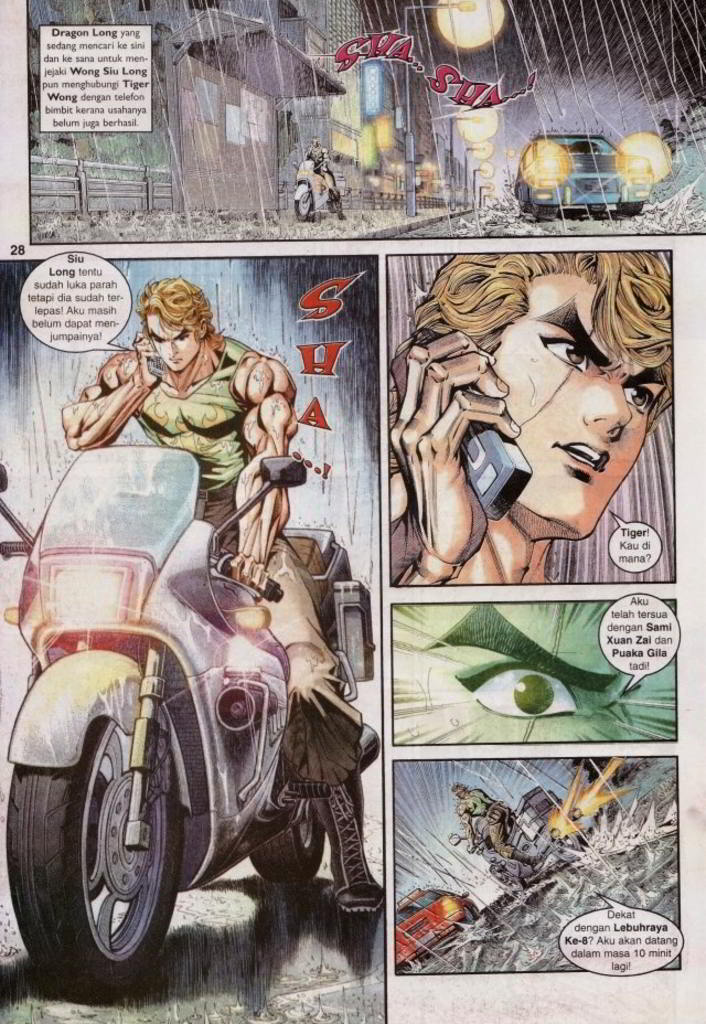 Dragon Long yang
sedang mencari ke sini
dan ke sana untuk men-
jejaki Wong Siu Long
pun menghubungi Tiger
Wong dengan telefon
bimbit kerana usahanya
belum juga berhasil.
SHA..SHA..!
28
Siu
Long tentu
sudah luka parah
tetapi dia sudah ter-
lepas! Aku masih
belum dapat men-
jumpainya!
SHA...!
Tiger!
Kau di
mana?
Aku
telah tersua
dengan Sami
Xuan Zai dan
Puaka Gila
tadi!
Dekat
dengan Lebuhraya
Ke-8? Aku akan datang
dalam masa 10 minit
lagi!